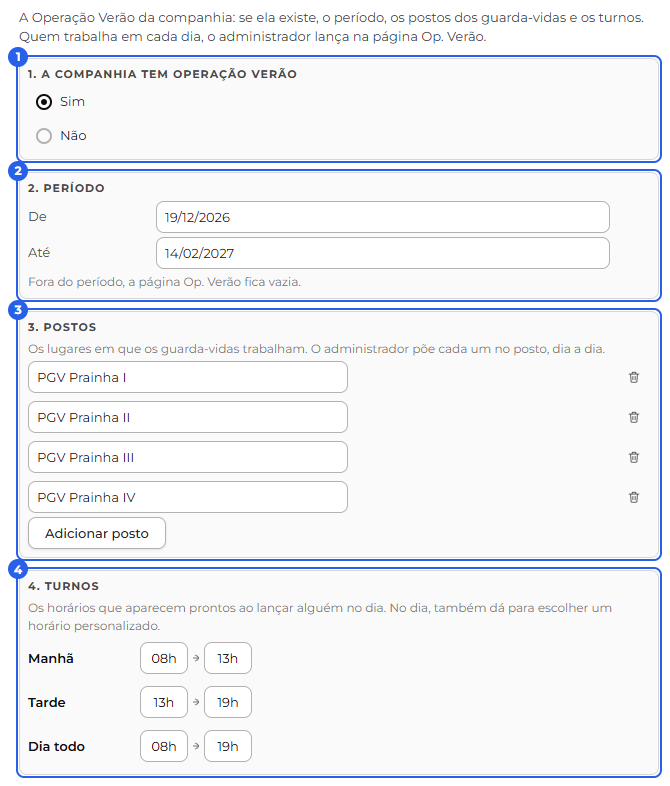 A Operação Verão da companhia: se ela existe, o período, os postos dos guarda-vidas e os turnos.
Quem trabalha em cada dia, o administrador lança na página Op. Verão.
1
1. A COMPANHIA TEM OPERAÇÃO VERÃO
Sim
Não
2
2. PERÍODO
De
19/12/2026
Até
14/02/2027
Fora do período, a página Op. Verão fica vazia.
3
3. POSTOS
Os lugares em que os guarda-vidas trabalham. O administrador põe cada um no posto, dia a dia.
PGV Prainha I
PGV Prainha II
PGV Prainha III
PGV Prainha IV
Adicionar posto
4
4. TURNOS
Os horários que aparecem prontos ao lançar alguém no dia. No dia, também dá para escolher um
horário personalizado.
Manhã 08h → 13h
Tarde 13h → 19h
Dia todo 08h → 19h